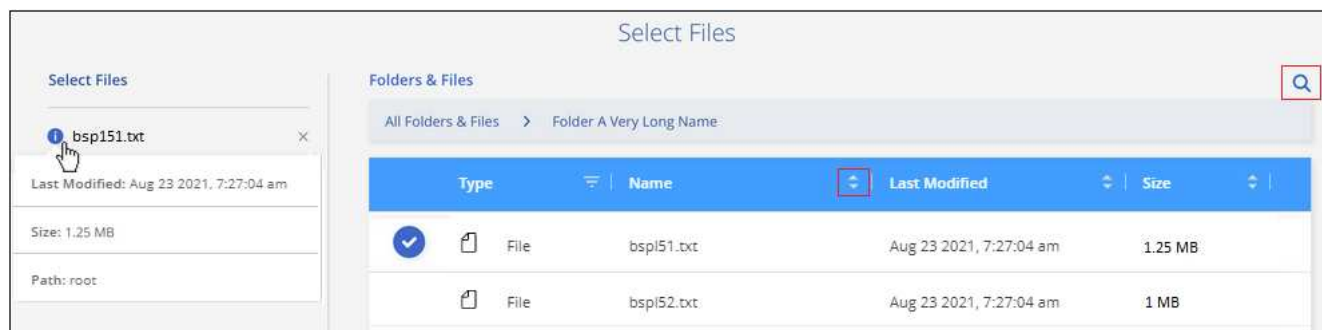 Select Files
Select Files
bsp151.txt
Last Modified: Aug 23 2021, 7:27:04 am
Size: 1.25 MB
Path: root
Folders & Files
All Folders & Files > Folder A Very Long Name
Type Name Last Modified Size
File bspl51.txt Aug 23 2021, 7:27:04 am 1.25 MB
File bspl52.txt Aug 23 2021, 7:27:04 am 1 MB